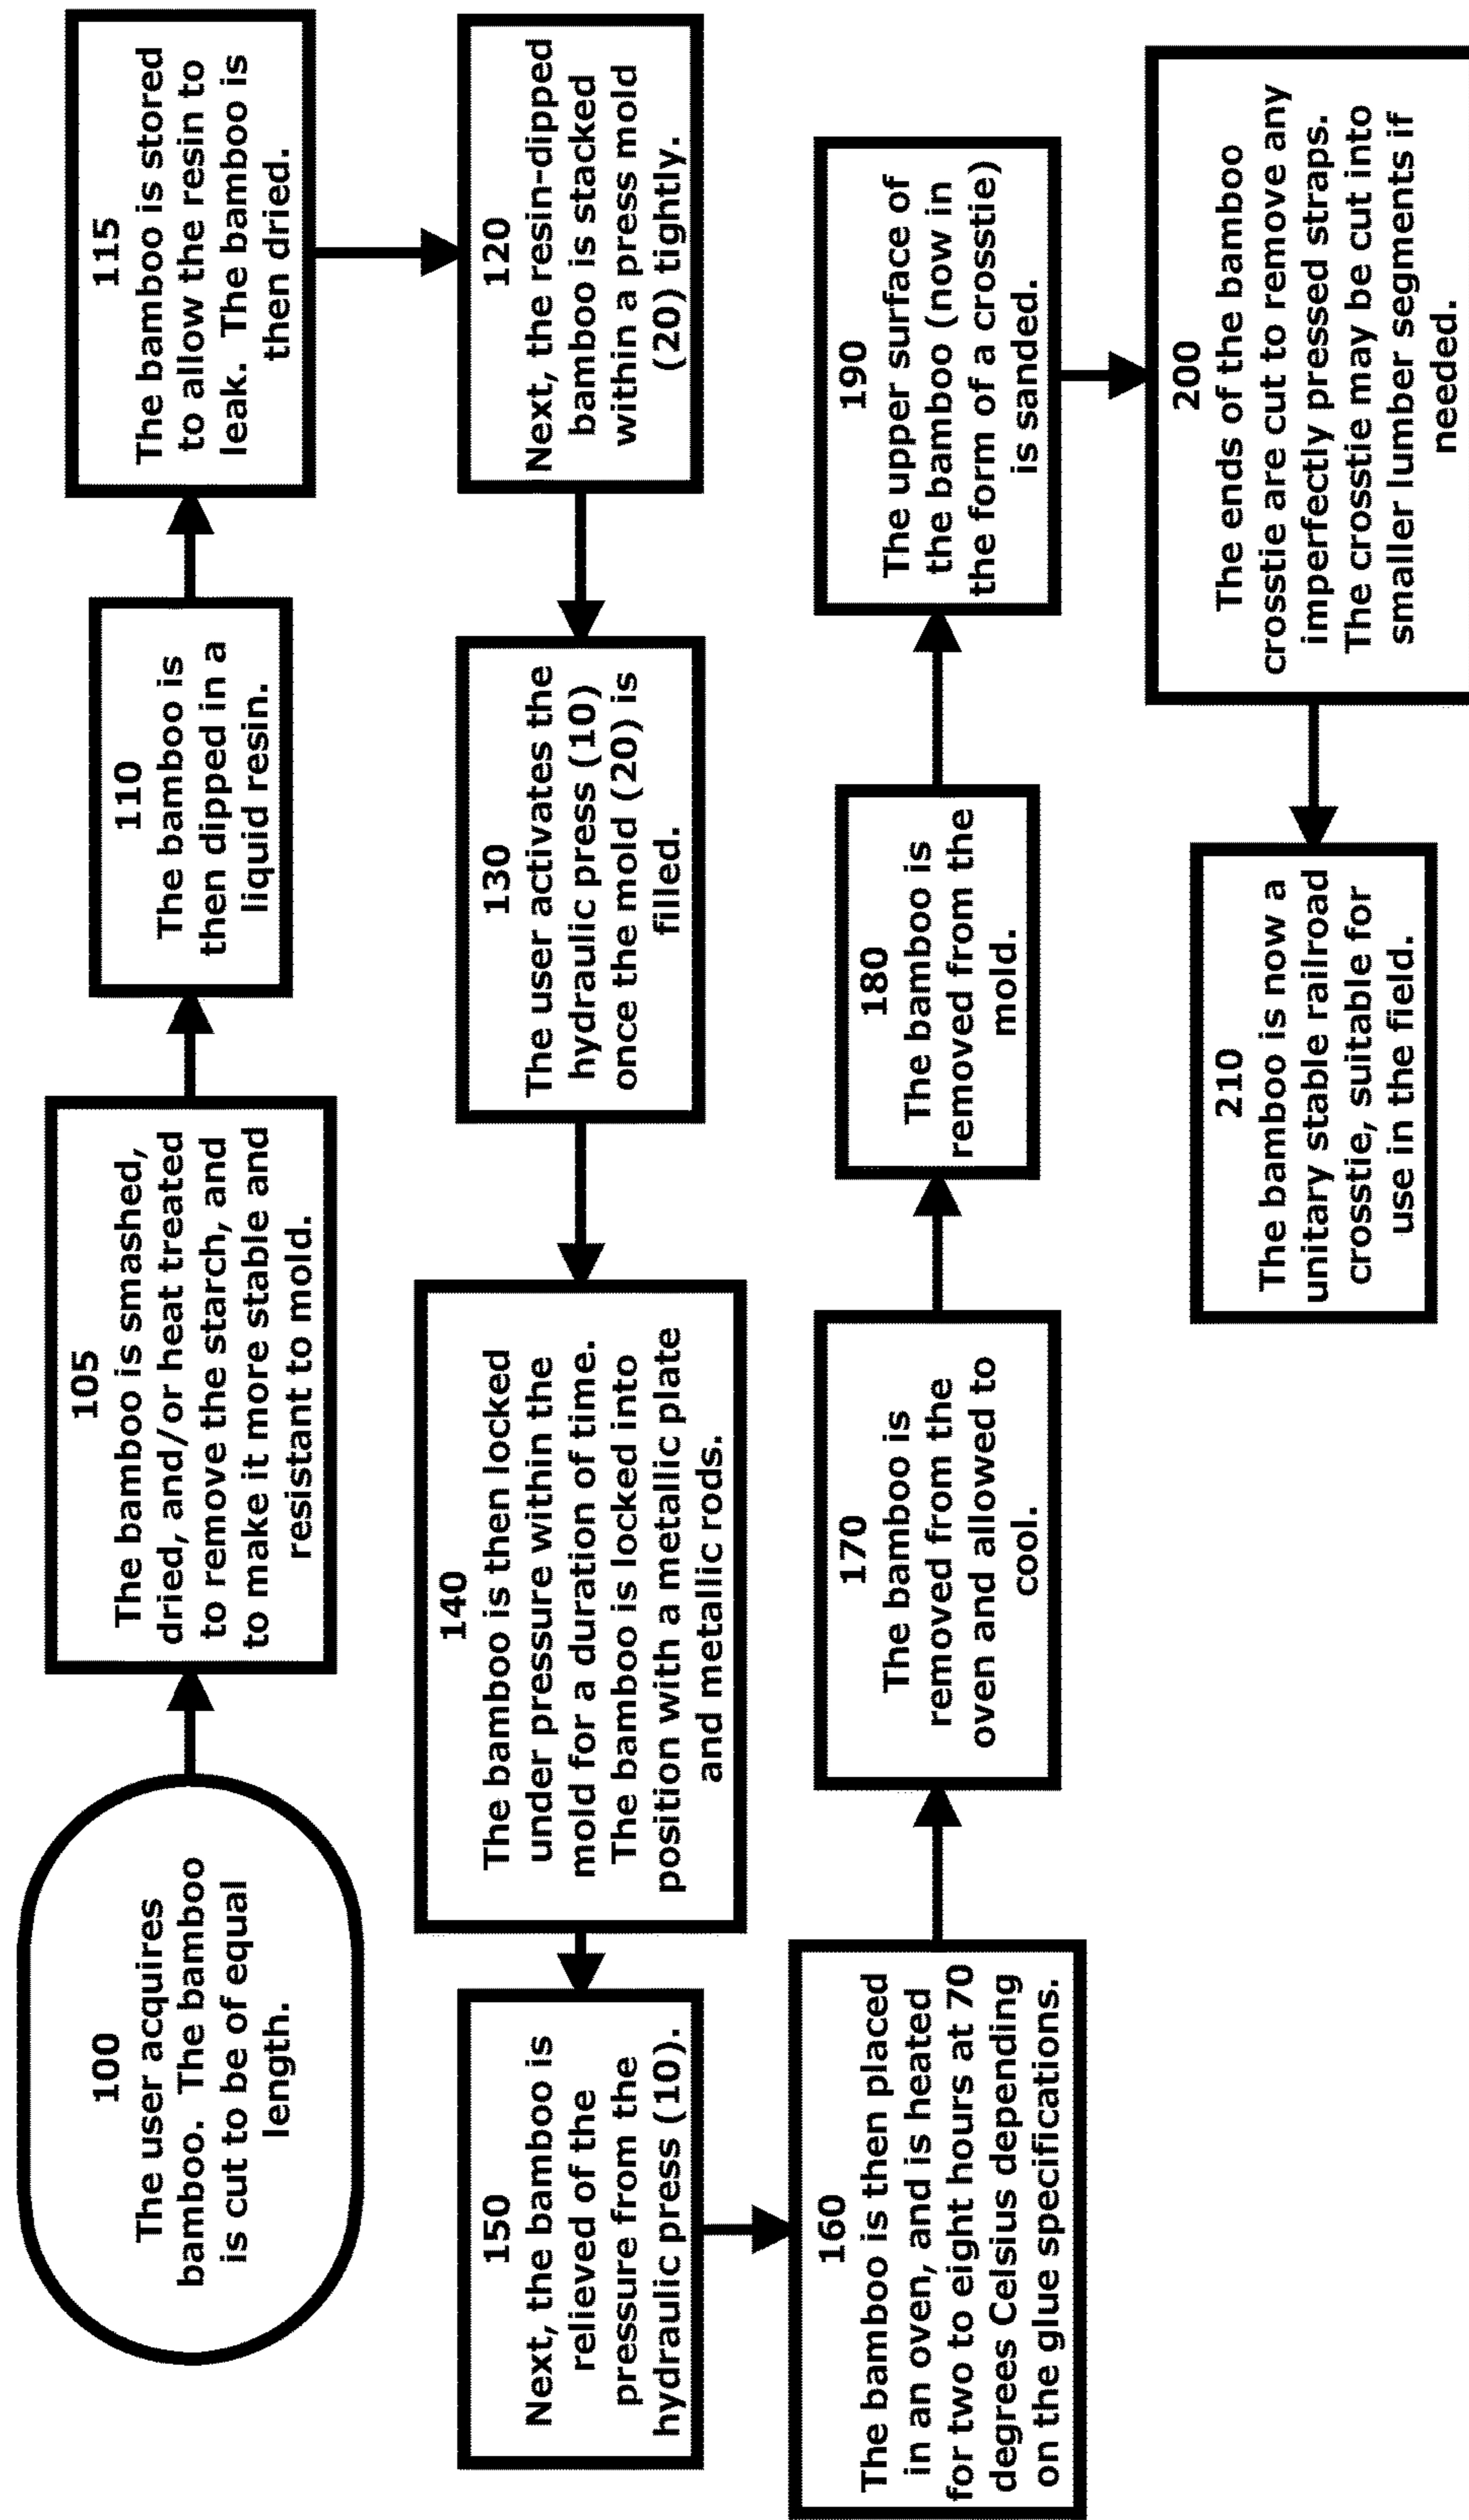 100
The user acquires
bamboo.  The bamboo
is cut to be of equal
length.
105
The bamboo is smashed,
dried, and/or heat treated
to remove the starch, and
to make it more stable and
resistant to mold.
110
The bamboo is
then dipped in a
liquid resin.
115
The bamboo is stored
to allow the resin to
leak.  The bamboo is
then dried.
120
Next, the resin-dipped
bamboo is stacked
within a press mold
(20) tightly.
130
The user activates the
hydraulic press (10)
once the mold (20) is
filled.
140
The bamboo is then locked
under pressure within the
mold for a duration of time.
The bamboo is locked into
position with a metallic plate
and metallic rods.
150
Next, the bamboo is
relieved of the
pressure from the
hydraulic press (10).
160
The bamboo is then placed
in an oven, and is heated
for two to eight hours at 70
degrees Celsius depending
on the glue specifications.
170
The bamboo is
removed from the
oven and allowed to
cool.
180
The bamboo is
removed from the
mold.
190
The upper surface of
the bamboo (now in
the form of a crosstie)
is sanded.
200
The ends of the bamboo
crosstie are cut to remove any
imperfectly pressed straps.
The crosstie may be cut into
smaller lumber segments if
needed.
210
The bamboo is now a
unitary stable railroad
crosstie, suitable for
use in the field.